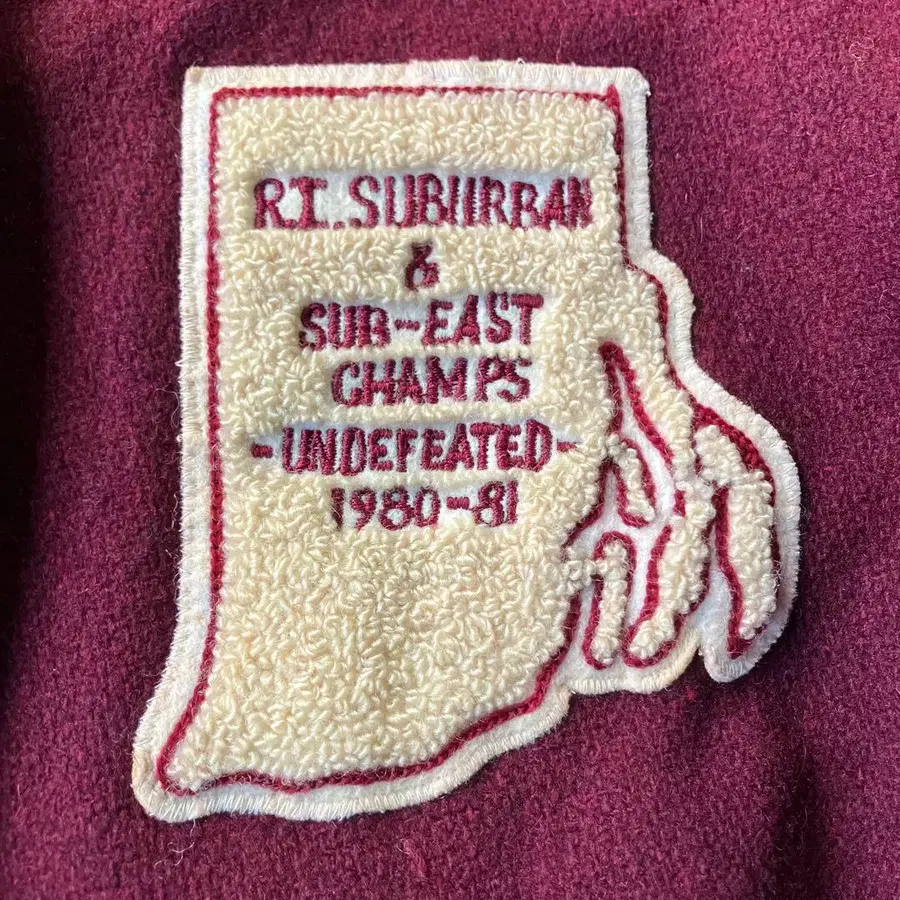 R.I. SUBURBAN
&
SUB-EAST
CHAMPS
-UNDEFEATED-
1980-81